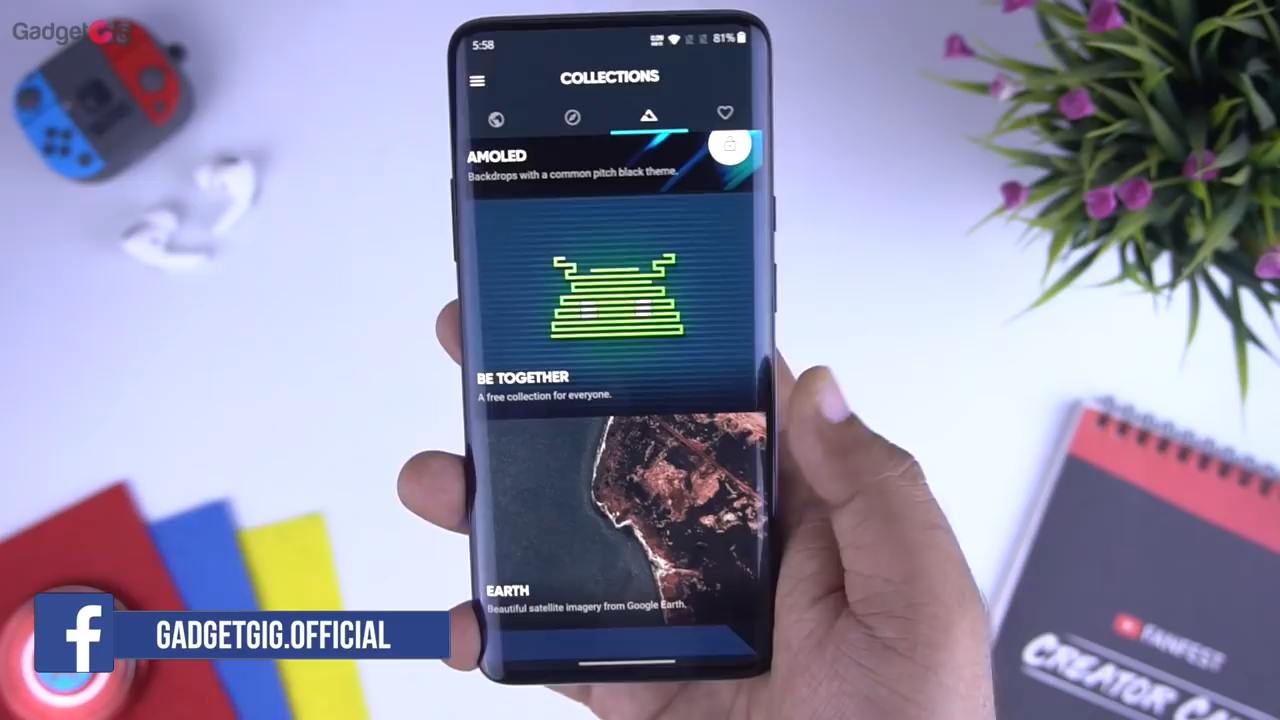 GadgetGig
5:58
81%
COLLECTIONS
AMOLED
Backdrops with a common pitch black theme.
BE TOGETHER
A free collection for everyone.
EARTH
Beautiful satellite imagery from Google Earth.
GADGETGIG.OFFICIAL
FANFEST
CREATOR